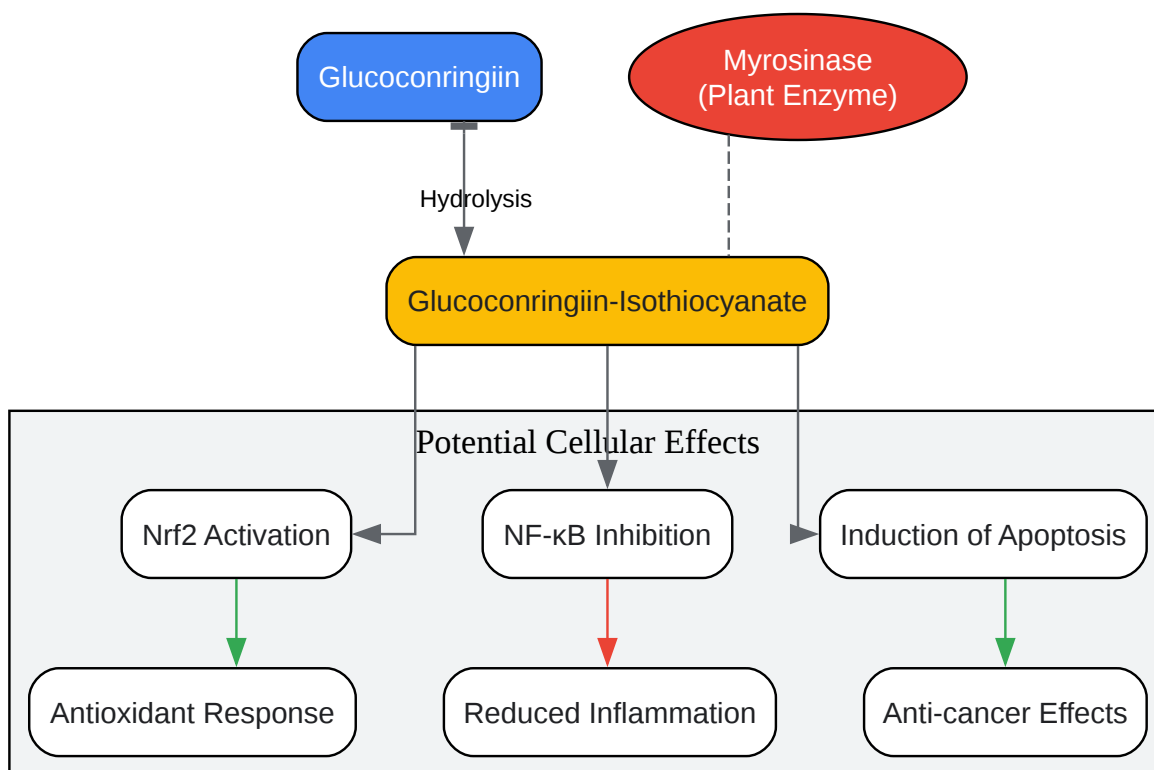 Glucoconringiin
Myrosinase
(Plant Enzyme)
Hydrolysis
Glucoconringiin-Isothiocyanate
Potential Cellular Effects
Nrf2 Activation
NF-κB Inhibition
Induction of Apoptosis
Antioxidant Response
Reduced Inflammation
Anti-cancer Effects